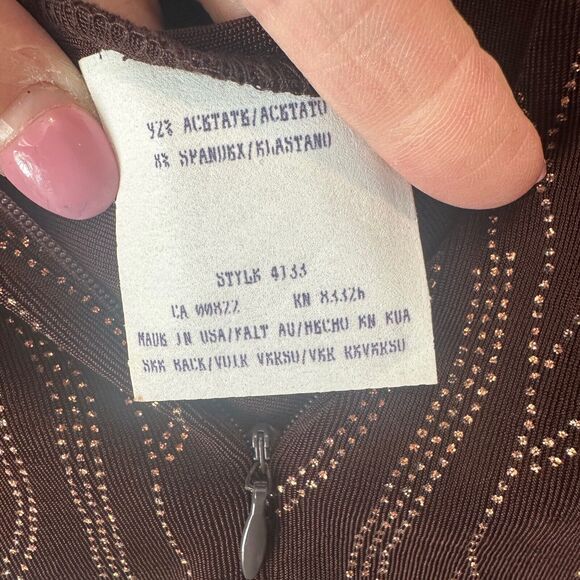 92% ACETATE/ACETATO
8% SPANDEX/ELASTANO
STYLE 4133
CA 00822 RN 83326
MADE IN USA/FAIT AU/HECHO EN EUA
SEE BACK/VOIR VERSO/VER REVERSO